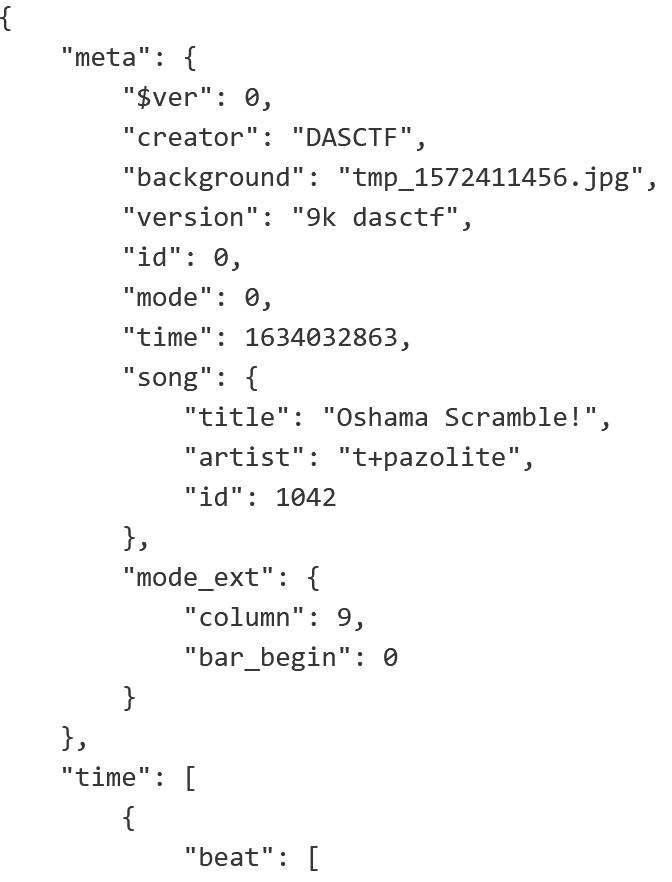 {
    "meta": {
        "$ver": 0,
        "creator": "DASCTF",
        "background": "tmp_1572411456.jpg",
        "version": "9k dasctf",
        "id": 0,
        "mode": 0,
        "time": 1634032863,
        "song": {
            "title": "Oshama Scramble!",
            "artist": "t+pazolite",
            "id": 1042
        },
        "mode_ext": {
            "column": 9,
            "bar_begin": 0
        }
    },
    "time": [
        {
            "beat": [